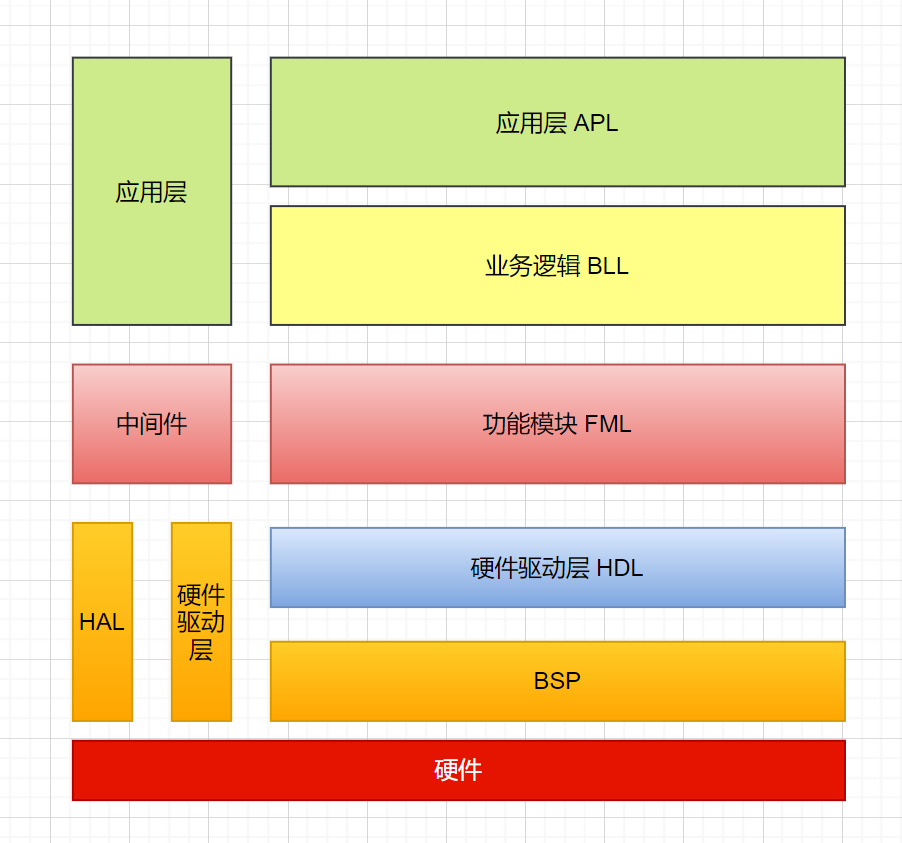 应用层
应用层 APL
业务逻辑 BLL
中间件
功能模块 FML
HAL
硬件
驱动
层
硬件驱动层 HDL
BSP
硬件